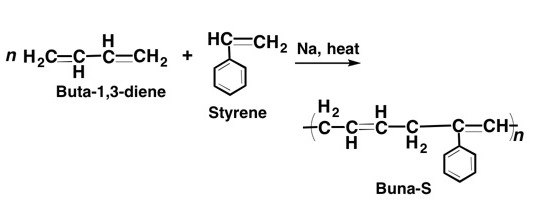 n H₂C=C–C=CH₂ + HC=CH₂ Na, heat
H
H
Buta-1,3-diene
Styrene
H₂ H
(C–C=C–C–C=CH)n
H H₂
Buna-S